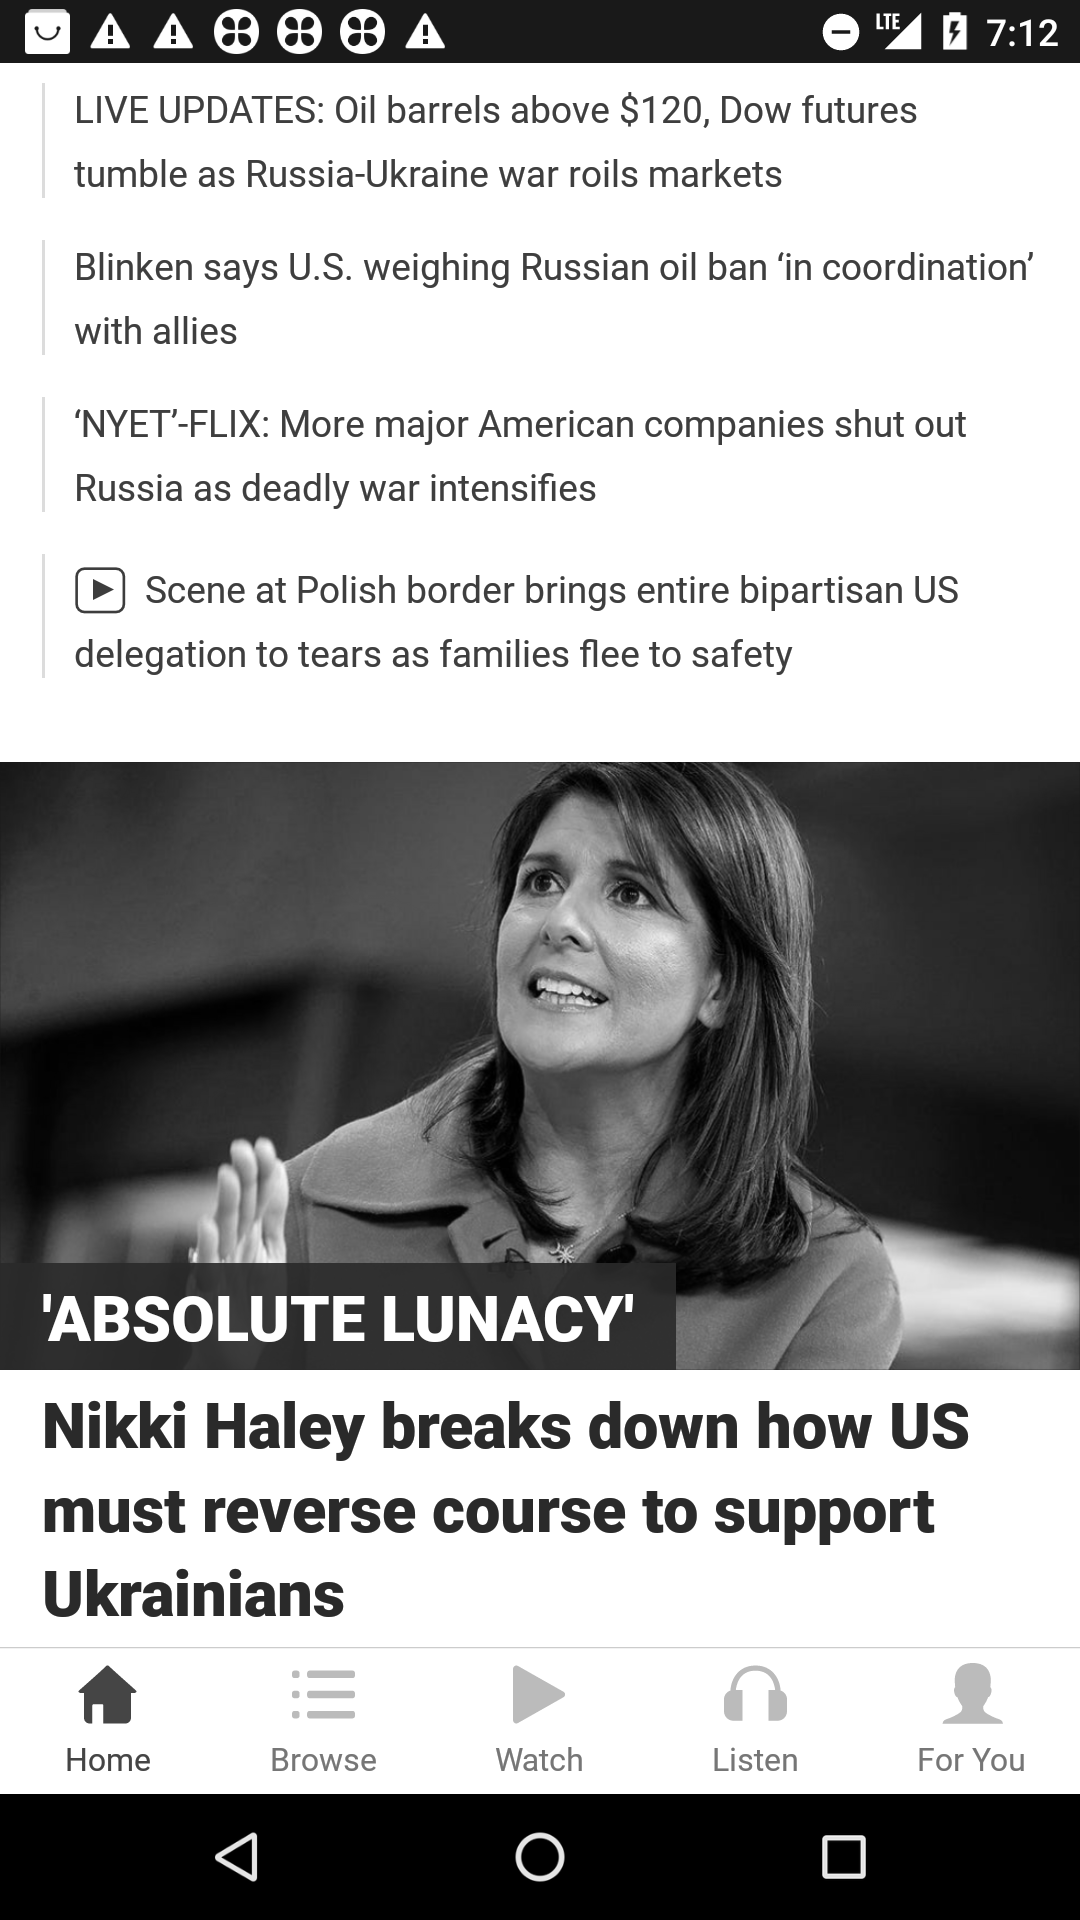 LTE 7:12
LIVE UPDATES: Oil barrels above $120, Dow futures
tumble as Russia-Ukraine war roils markets
Blinken says U.S. weighing Russian oil ban ‘in coordination’
with allies
‘NYET’-FLIX: More major American companies shut out
Russia as deadly war intensifies
Scene at Polish border brings entire bipartisan US
delegation to tears as families flee to safety
'ABSOLUTE LUNACY'
Nikki Haley breaks down how US
must reverse course to support
Ukrainians
Home Browse Watch Listen For You